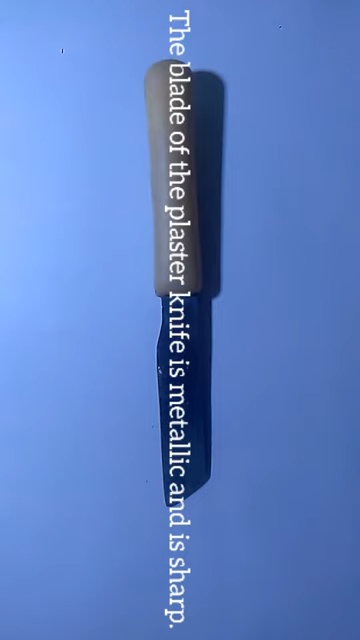 The blade of the plaster knife is metallic and is sharp.